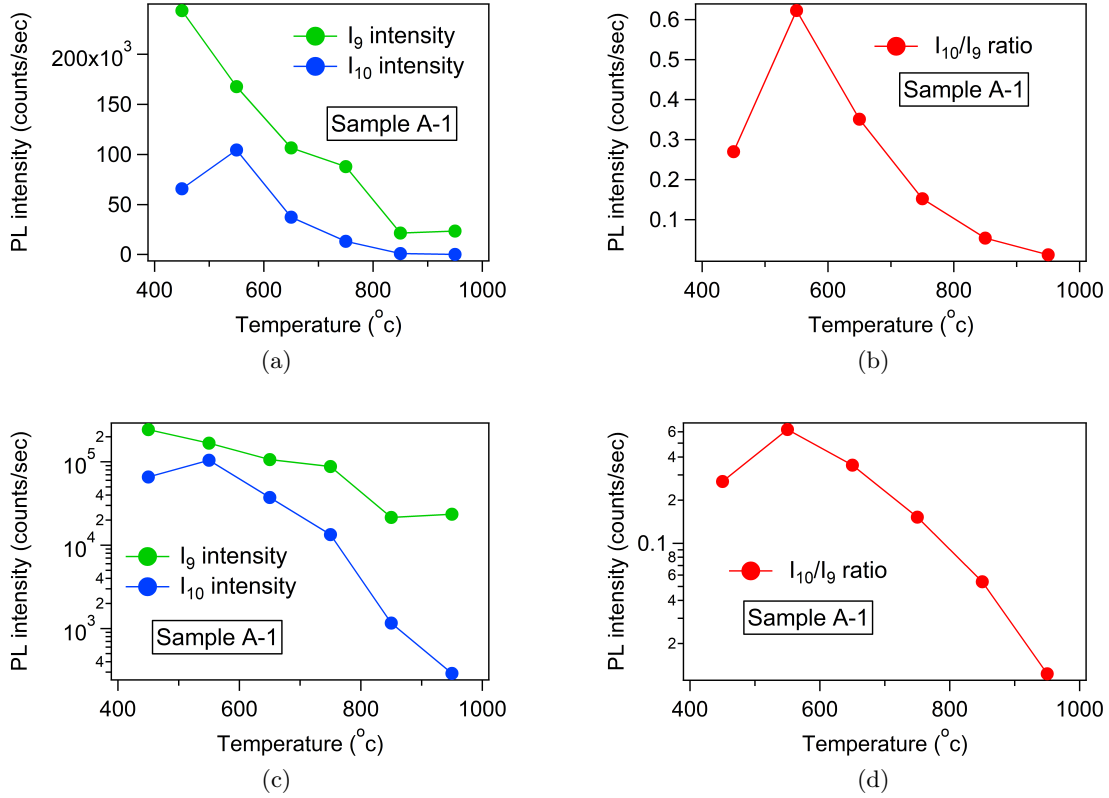 200x10³
150
100
50
0
PL intensity (counts/sec)
I₉ intensity
I₁₀ intensity
Sample A-1
400
600
800
1000
Temperature (°c)
(a)
0.6
0.5
0.4
0.3
0.2
0.1
PL intensity (counts/sec)
I₁₀/I₉ ratio
Sample A-1
400
600
800
1000
Temperature (°c)
(b)
2
10⁵
4
2
10⁴
4
2
10³
4
PL intensity (counts/sec)
I₉ intensity
I₁₀ intensity
Sample A-1
400
600
800
1000
Temperature (°c)
(c)
6
4
2
0.1
8
6
4
2
PL intensity (counts/sec)
I₁₀/I₉ ratio
Sample A-1
400
600
800
1000
Temperature (°c)
(d)